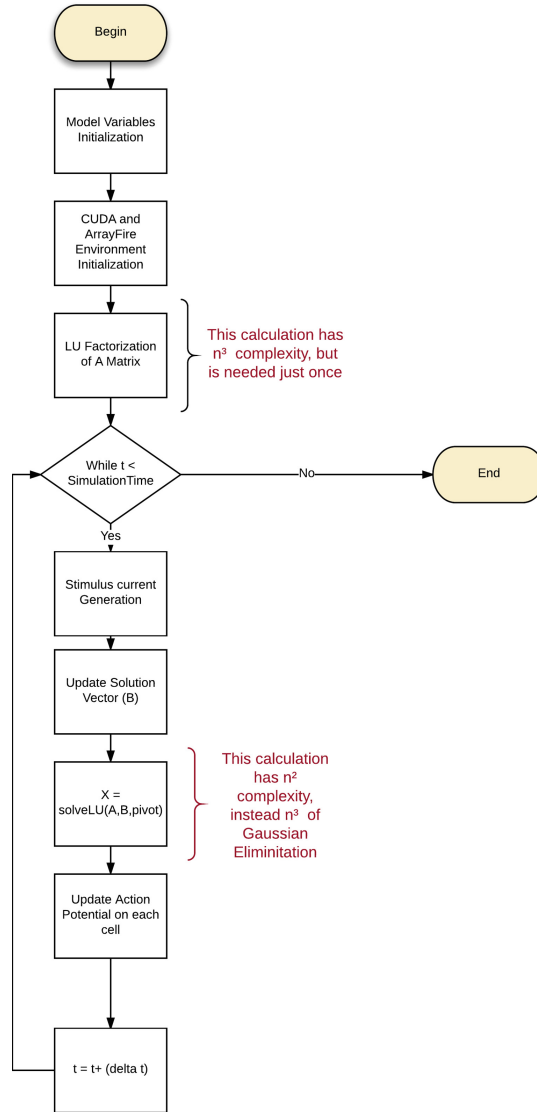 Begin
Model Variables
Initialization
CUDA and
ArrayFire
Environment
Initialization
LU Factorization
of A Matrix
This calculation has
n³ complexity, but
is needed just once
While t <
SimulationTime
No
End
Yes
Stimulus current
Generation
Update Solution
Vector (B)
X =
solveLU(A,B,pivot)
This calculation
has n²
complexity,
instead n³ of
Gaussian
Eliminitation
Update Action
Potential on each
cell
t = t+ (delta t)